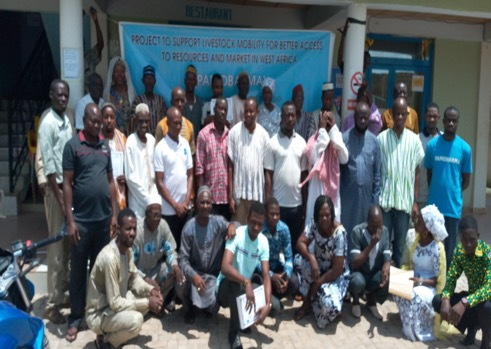 RESTAURANT
PROJECT TO SUPPORT LIVESTOCK MOBILITY FOR BETTER ACCESS
TO RESOURCES AND MARKET IN WEST AFRICA